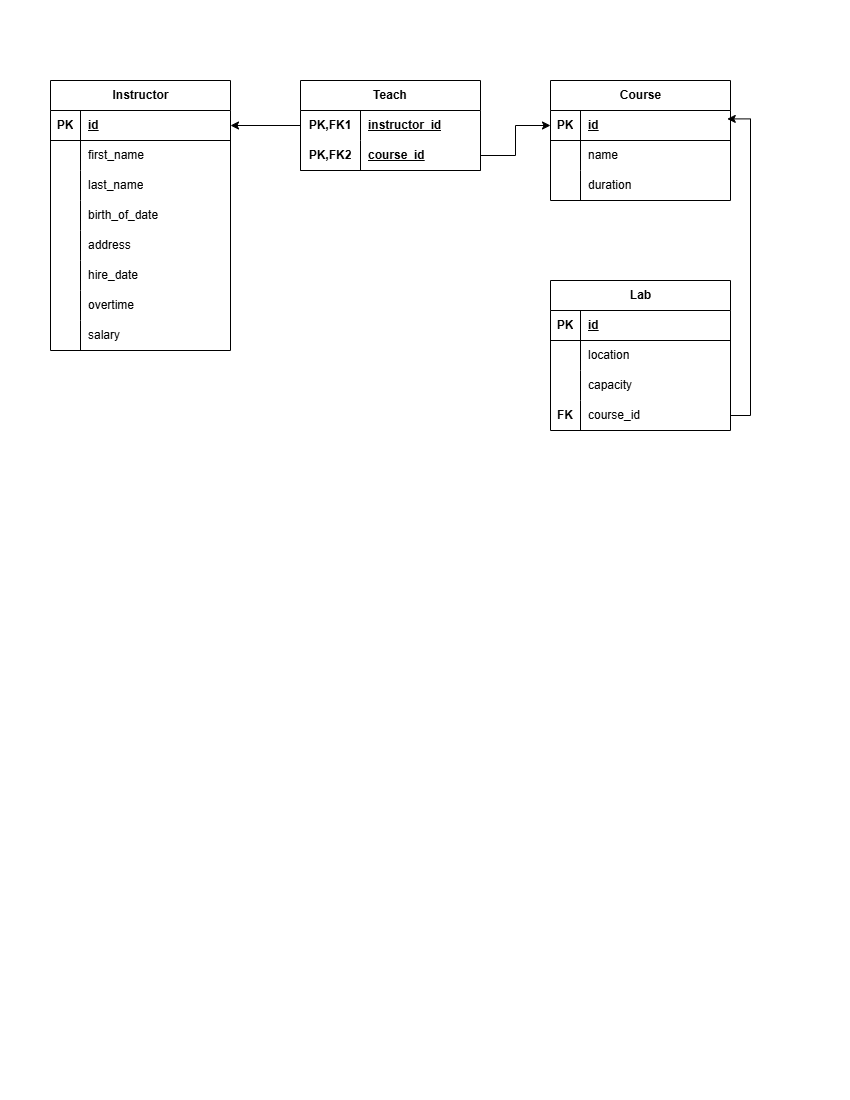 Instructor
PK id
first_name
last_name
birth_of_date
address
hire_date
overtime
salary
Teach
PK,FK1 instructor_id
PK,FK2 course_id
Course
PK id
name
duration
Lab
PK id
location
capacity
FK course_id